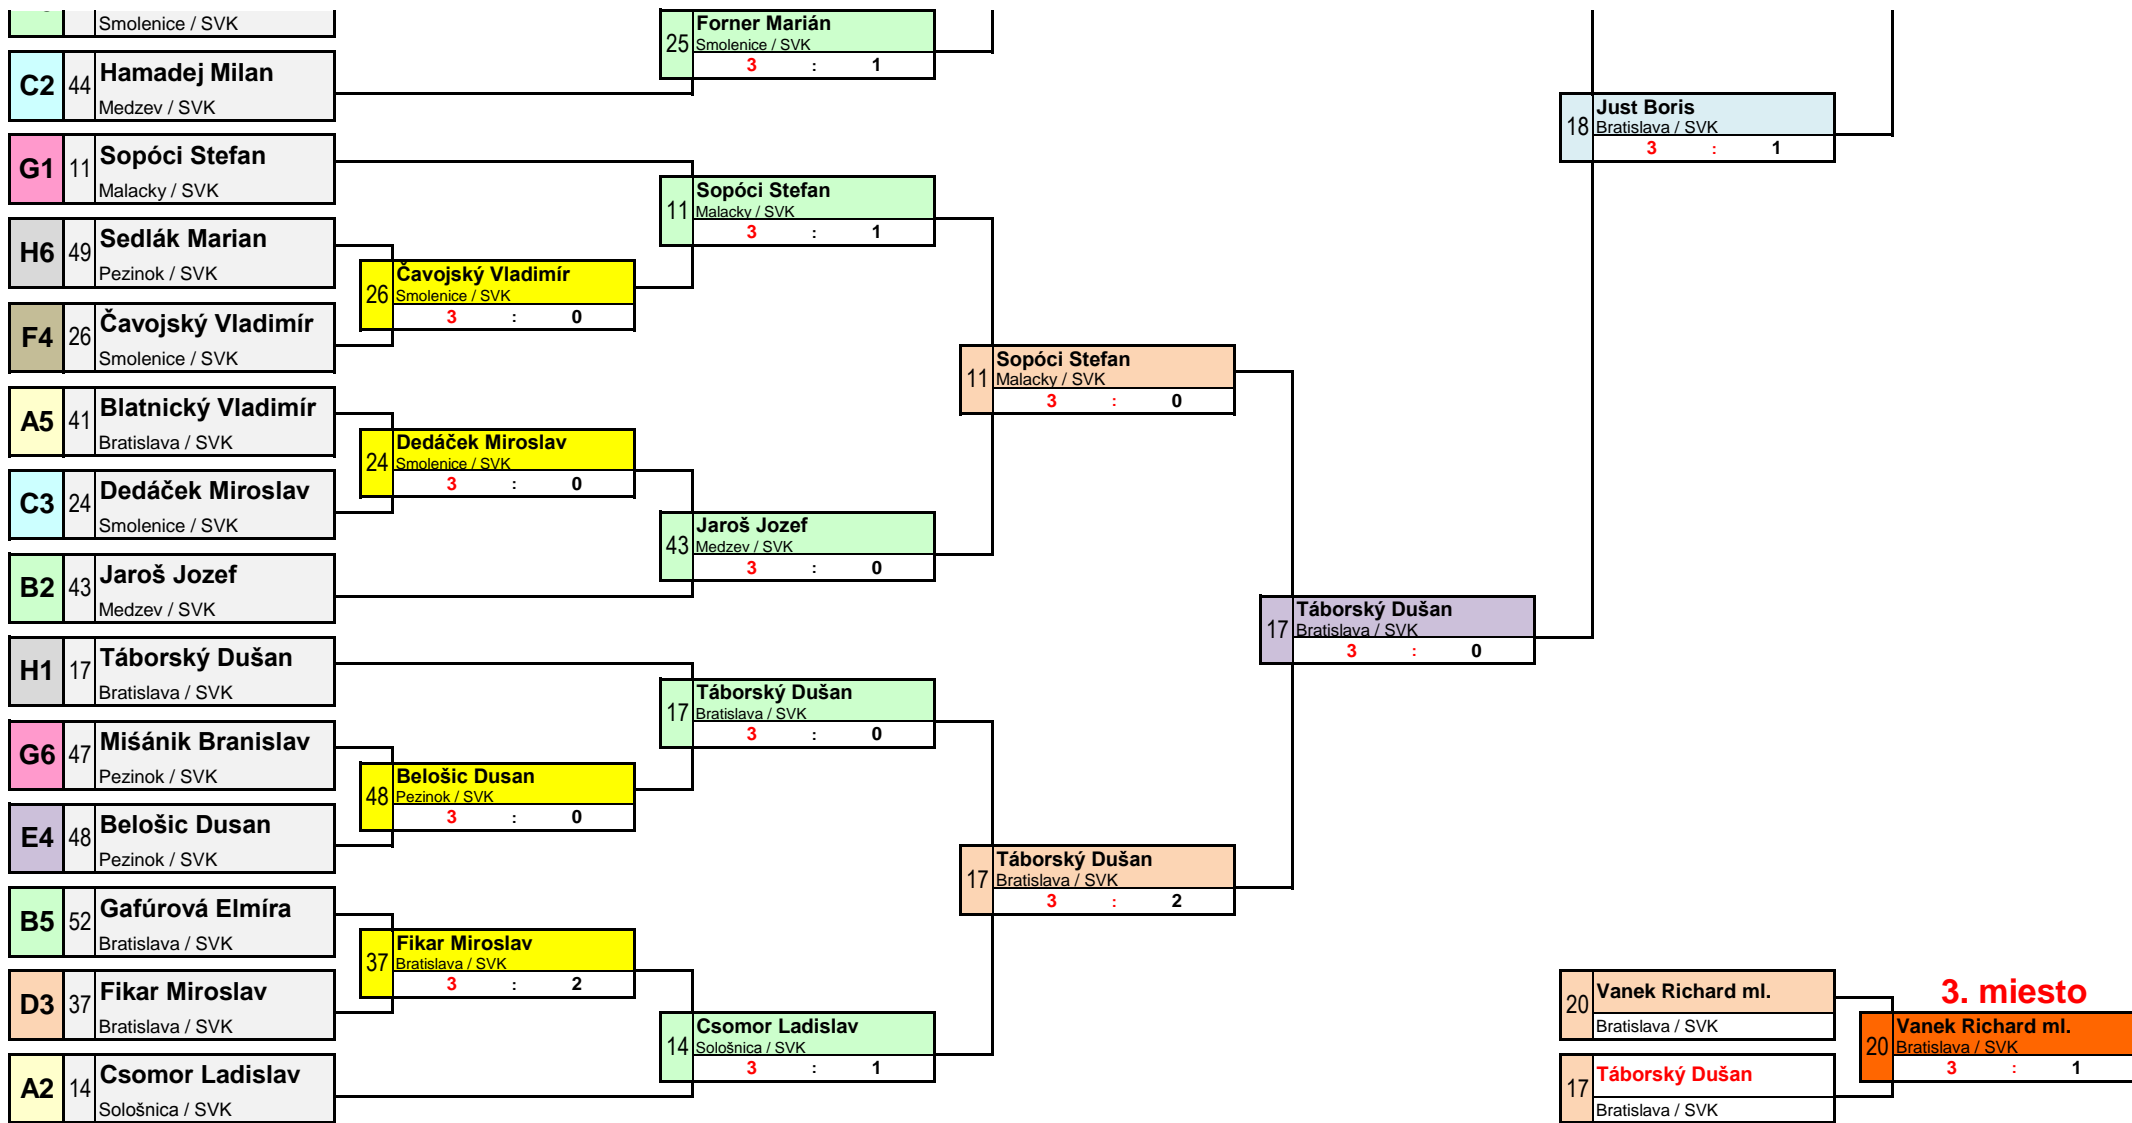 Smolenice / SVK
C2 44 Hamadej Milan
Medzev / SVK
G1 11 Sopóci Stefan
Malacky / SVK
H6 49 Sedlák Marian
Pezinok / SVK
F4 26 Čavojský Vladimír
Smolenice / SVK
A5 41 Blatnický Vladimír
Bratislava / SVK
C3 24 Dedáček Miroslav
Smolenice / SVK
B2 43 Jaroš Jozef
Medzev / SVK
H1 17 Táborský Dušan
Bratislava / SVK
G6 47 Miśánik Branislav
Pezinok / SVK
E4 48 Belošic Dusan
Pezinok / SVK
B5 52 Gafúrová Elmíra
Bratislava / SVK
D3 37 Fikar Miroslav
Bratislava / SVK
A2 14 Csomor Ladislav
Sološnica / SVK
26 Čavojský Vladimír
Smolenice / SVK
3 : 0
24 Dedáček Miroslav
Smolenice / SVK
3 : 0
48 Belošic Dusan
Pezinok / SVK
3 : 0
37 Fikar Miroslav
Bratislava / SVK
3 : 2
25 Forner Marián
Smolenice / SVK
3 : 1
11 Sopóci Stefan
Malacky / SVK
3 : 1
43 Jaroš Jozef
Medzev / SVK
3 : 0
17 Táborský Dušan
Bratislava / SVK
3 : 0
14 Csomor Ladislav
Sološnica / SVK
3 : 1
11 Sopóci Stefan
Malacky / SVK
3 : 0
17 Táborský Dušan
Bratislava / SVK
3 : 2
17 Táborský Dušan
Bratislava / SVK
3 : 0
18 Just Boris
Bratislava / SVK
3 : 1
20 Vanek Richard ml.
Bratislava / SVK
17 Táborský Dušan
Bratislava / SVK
3. miesto
20 Vanek Richard ml.
Bratislava / SVK
3 : 1